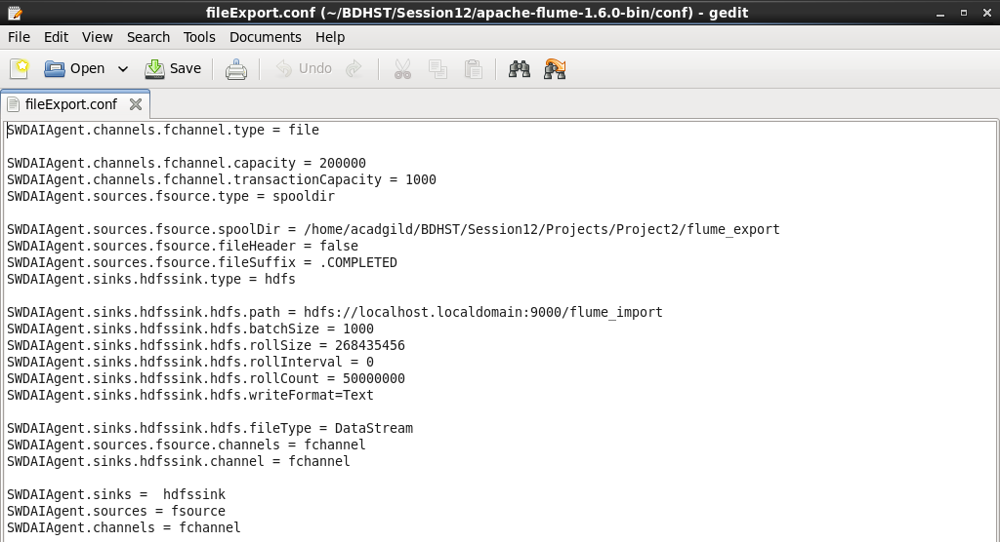 fileExport.conf (~/BDHST/Session12/apache-flume-1.6.0-bin/conf) - gedit
File Edit View Search Tools Documents Help
Open Save Undo
fileExport.conf
SWDAIAgent.channels.fchannel.type = file
SWDAIAgent.channels.fchannel.capacity = 200000
SWDAIAgent.channels.fchannel.transactionCapacity = 1000
SWDAIAgent.sources.fsource.type = spooldir
SWDAIAgent.sources.fsource.spoolDir = /home/acadgild/BDHST/Session12/Projects/Project2/flume_export
SWDAIAgent.sources.fsource.fileHeader = false
SWDAIAgent.sources.fsource.fileSuffix = .COMPLETED
SWDAIAgent.sinks.hdfssink.type = hdfs
SWDAIAgent.sinks.hdfssink.hdfs.path = hdfs://localhost.localdomain:9000/flume_import
SWDAIAgent.sinks.hdfssink.hdfs.batchSize = 1000
SWDAIAgent.sinks.hdfssink.hdfs.rollSize = 268435456
SWDAIAgent.sinks.hdfssink.hdfs.rollInterval = 0
SWDAIAgent.sinks.hdfssink.hdfs.rollCount = 50000000
SWDAIAgent.sinks.hdfssink.hdfs.writeFormat=Text
SWDAIAgent.sinks.hdfssink.hdfs.fileType = DataStream
SWDAIAgent.sources.fsource.channels = fchannel
SWDAIAgent.sinks.hdfssink.channel = fchannel
SWDAIAgent.sinks =  hdfssink
SWDAIAgent.sources = fsource
SWDAIAgent.channels = fchannel